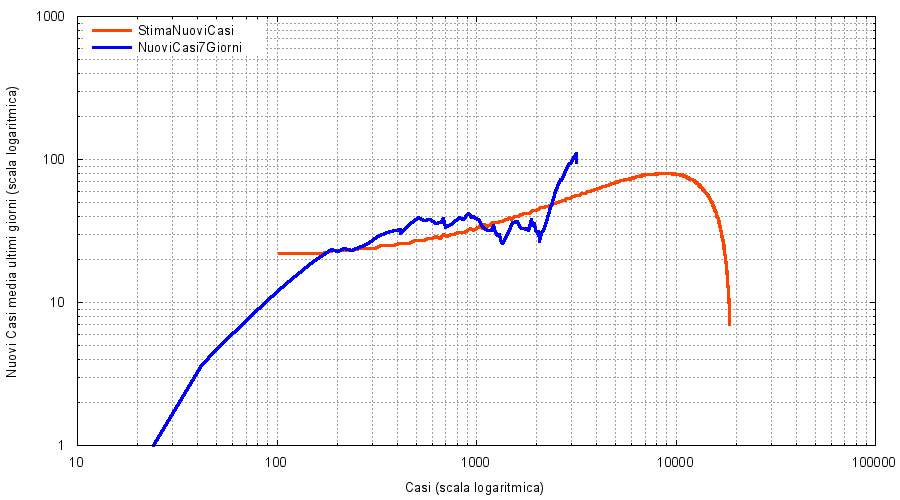 1000
StimaNuoviCasi
NuoviCasi7Giorni
100
10
1
Nuovi Casi media ultimi giorni (scala logaritmica)
10
100
1000
10000
100000
Casi (scala logaritmica)